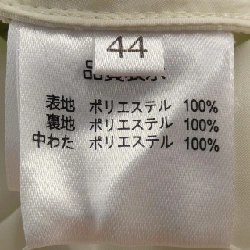 44
品質表示
表地 ポリエステル 100%
裏地 ポリエステル 100%
中わた ポリエステル 100%